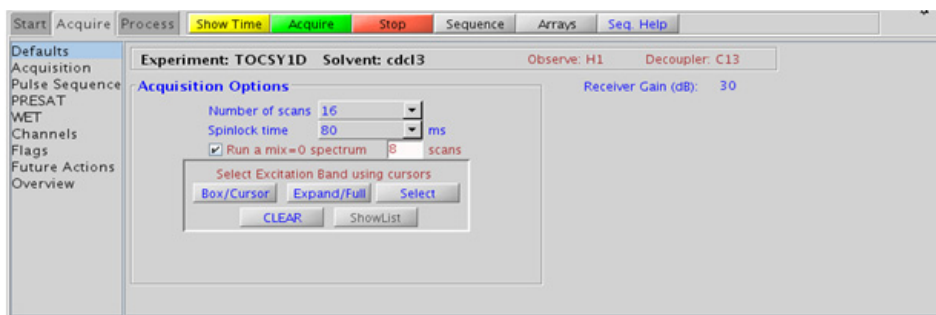 Start Acquire Process Show Time Acquire Stop Sequence Arrays Seq. Help
Defaults
Acquisition
Pulse Sequence
PRESAT
WET
Channels
Flags
Future Actions
Overview
Experiment: TOCSY1D Solvent: cdcl3 Observe: H1 Decoupler: C13
Acquisition Options Receiver Gain (dB): 30
Number of scans 16
Spinlock time 80 ms
Run a mix=0 spectrum 8 scans
Select Excitation Band using cursors
Box/Cursor Expand/Full Select
CLEAR ShowList